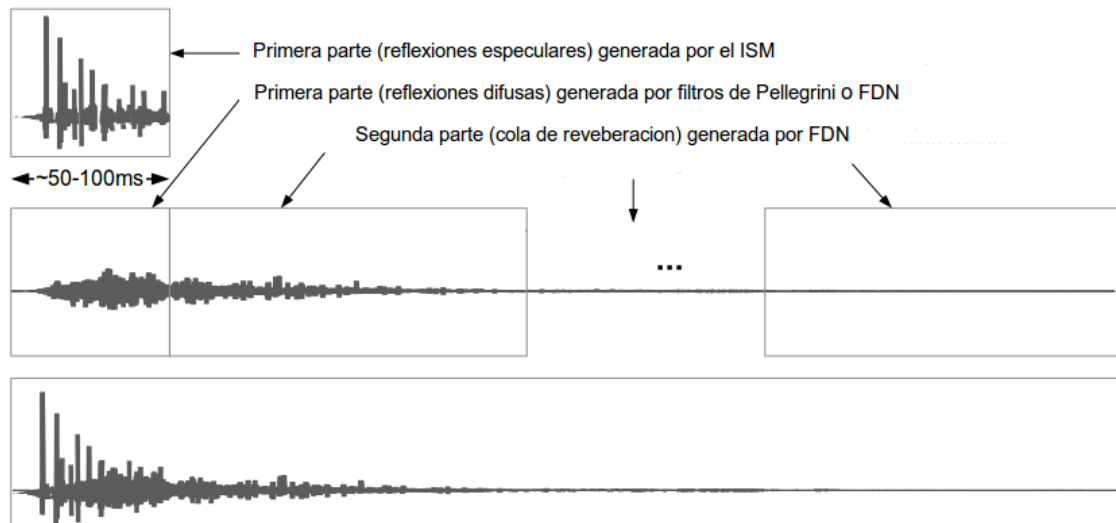 Primera parte (reflexiones especulares) generada por el ISM
Primera parte (reflexiones difusas) generada por filtros de Pellegrini o FDN
Segunda parte (cola de reveberacion) generada por FDN
~50-100ms
...